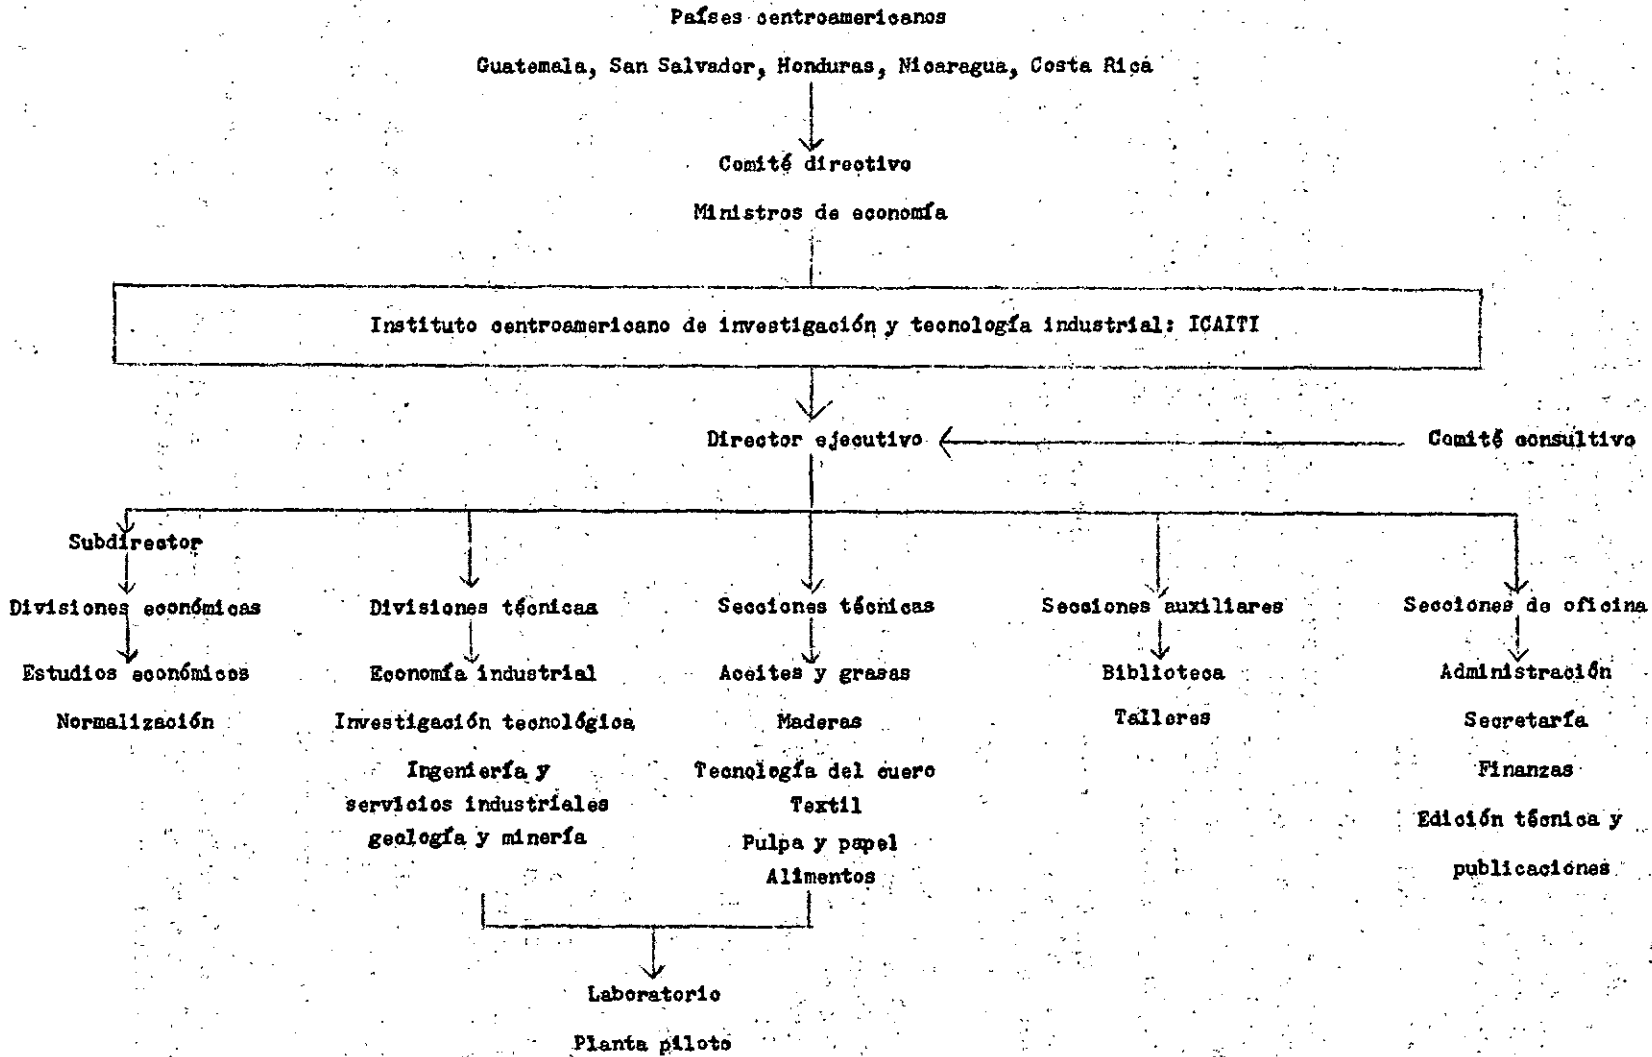 Países centroamericanos
Guatemala, San Salvador, Honduras, Nicaragua, Costa Rica
Comité directivo
Ministros de economía
Instituto centroamericano de investigación y tecnología industrial: ICAITI
Director ejecutivo
Comité consultivo
Subdirector
Divisiones económicas
Divisiones técnicas
Secciones técnicas
Secciones auxiliares
Secciones de oficina
Estudios económicos
Economía industrial
Aceites y grasas
Biblioteca
Administración
Normalización
Investigación tecnológica
Maderas
Talleres
Secretaría
Ingeniería y
servicios industriales
geología y minería
Tecnología del cuero
Textil
Pulpa y papel
Alimentos
Finanzas
Edición técnica y
publicaciones
Laboratorio
Planta piloto